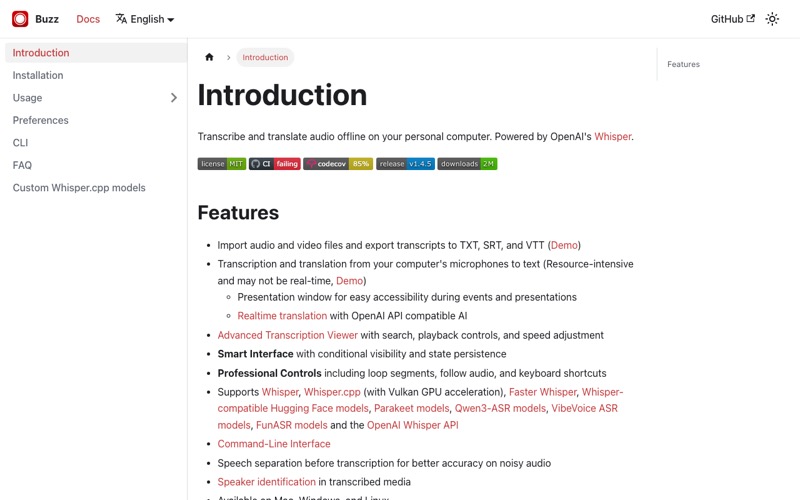 Buzz Docs English GitHub
Introduction
Installation
Usage
Preferences
CLI
FAQ
Custom Whisper.cpp models
Introduction
Introduction
Transcribe and translate audio offline on your personal computer. Powered by OpenAI's Whisper.
license MIT CI failing codecov 85% release v1.4.5 downloads 2M
Features
Import audio and video files and export transcripts to TXT, SRT, and VTT (Demo)
Transcription and translation from your computer's microphones to text (Resource-intensive
and may not be real-time, Demo)
Presentation window for easy accessibility during events and presentations
Realtime translation with OpenAI API compatible AI
Advanced Transcription Viewer with search, playback controls, and speed adjustment
Smart Interface with conditional visibility and state persistence
Professional Controls including loop segments, follow audio, and keyboard shortcuts
Supports Whisper, Whisper.cpp (with Vulkan GPU acceleration), Faster Whisper, Whisper-
compatible Hugging Face models, Parakeet models, Qwen3-ASR models, VibeVoice ASR
models, FunASR models and the OpenAI Whisper API
Command-Line Interface
Speech separation before transcription for better accuracy on noisy audio
Speaker identification in transcribed media
Available on Mac, Windows, and Linux
Features